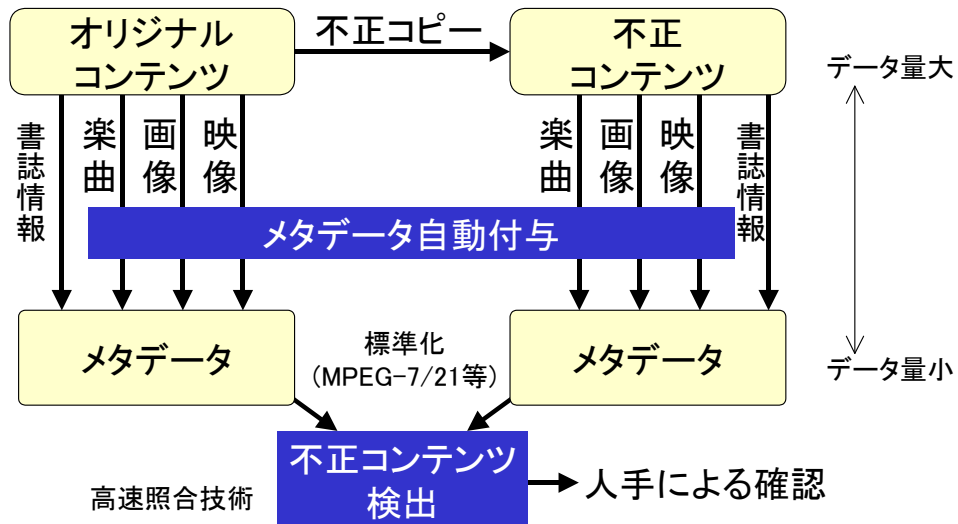 オリジナル
コンテンツ
不正コピー
不正
コンテンツ
データ量大
書誌情報
楽曲
画像
映像
楽曲
画像
映像
書誌情報
メタデータ自動付与
メタデータ
標準化
(MPEG-7/21等)
メタデータ
データ量小
不正コンテンツ
検出
人手による確認
高速照合技術